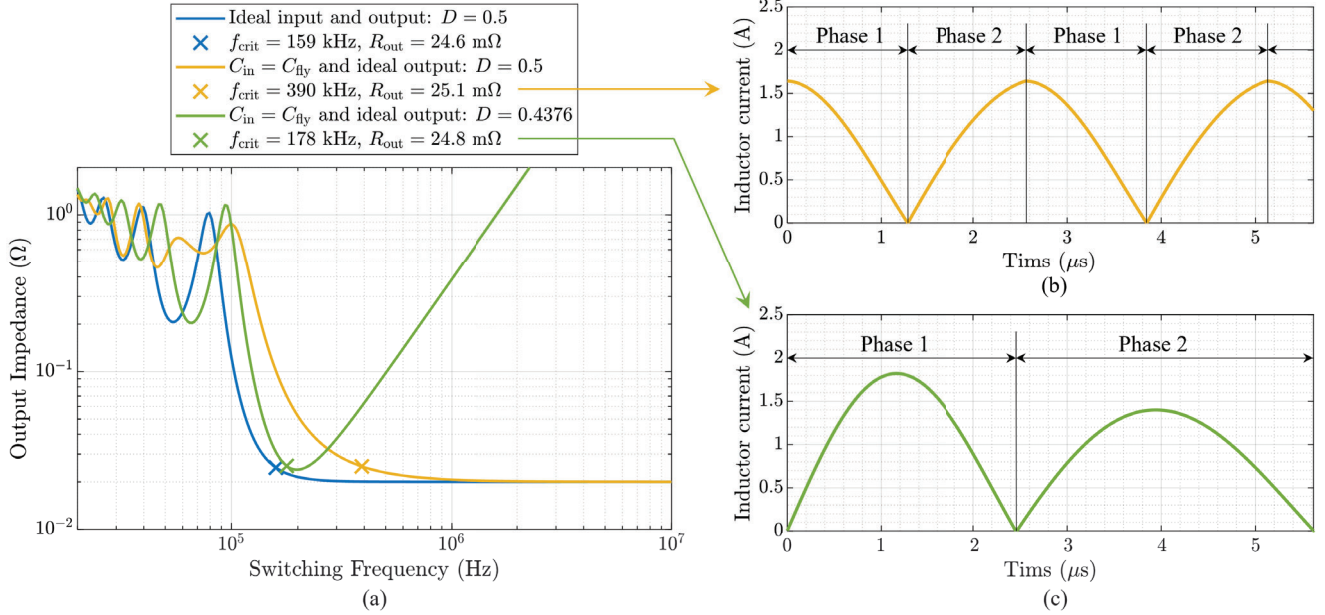 Ideal input and output: D = 0.5
f_crit = 159 kHz, R_out = 24.6 mΩ
C_in = C_fly and ideal output: D = 0.5
f_crit = 390 kHz, R_out = 25.1 mΩ
C_in = C_fly and ideal output: D = 0.4376
f_crit = 178 kHz, R_out = 24.8 mΩ
Output Impedance (Ω)
10^0
10^-1
10^-2
10^5
10^6
10^7
Switching Frequency (Hz)
(a)
Inductor current (A)
2.5
2
1.5
1
0.5
0
Phase 1
Phase 2
Phase 1
Phase 2
0 1 2 3 4 5
Tims (μs)
(b)
Inductor current (A)
2.5
2
1.5
1
0.5
0
Phase 1
Phase 2
0 1 2 3 4 5
Tims (μs)
(c)